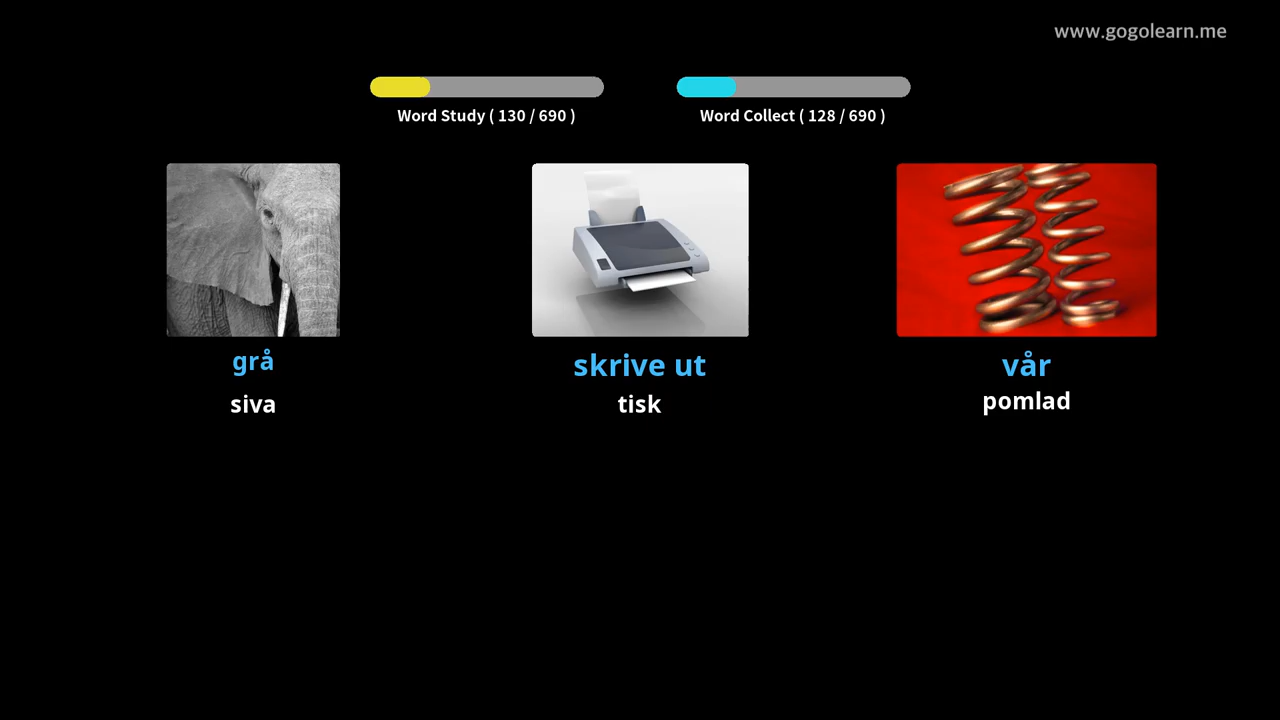 www.gogolearn.me
Word Study ( 130 / 690 )
Word Collect ( 128 / 690 )
grå
siva
skrive ut
tisk
vår
pomlad